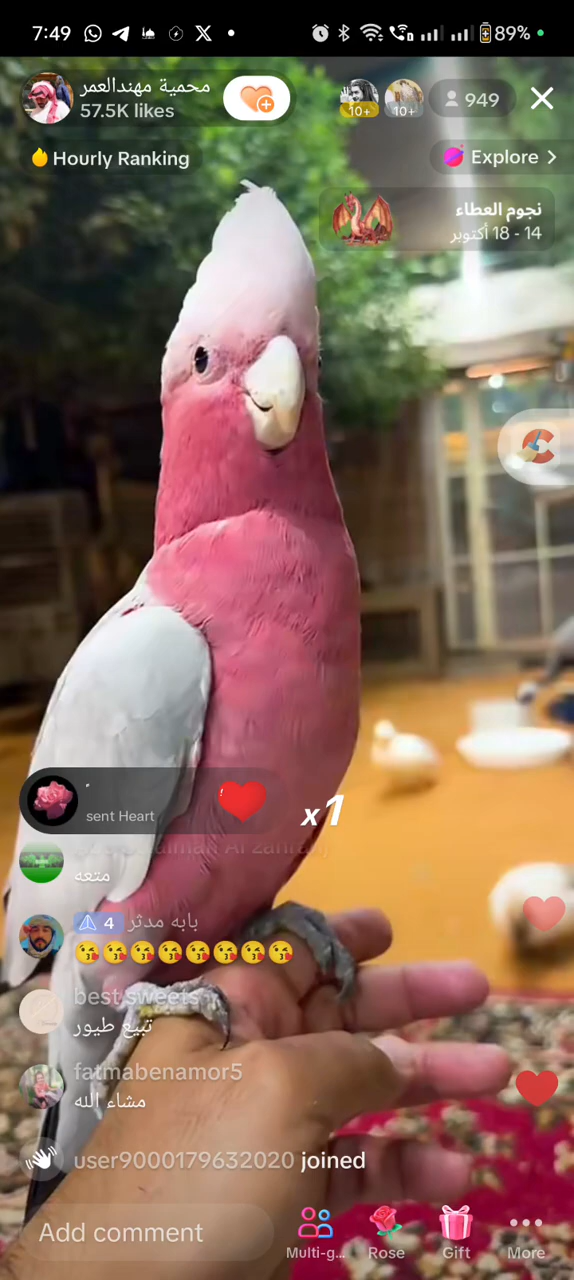 7:49
89%
محمية مهندالعمر
57.5K likes
10+
10+
949
Hourly Ranking
Explore
نجوم العطاء
14 - 18 أكتوبر
sent Heart
x1
متعه
4 بابه مدثر
best sweets
تبيع طيور
fatmabenamor5
مشاء الله
user9000179632020 joined
Add comment
Multi-g...
Rose
Gift
More